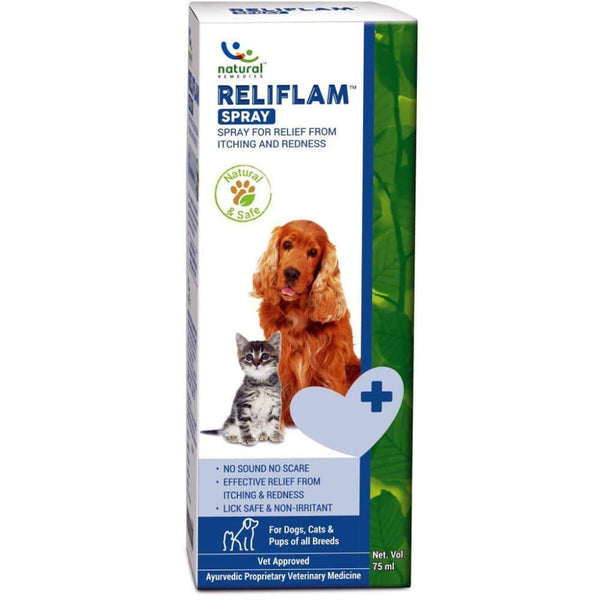 natural™
REMEDIES
RELIFLAM™
SPRAY
SPRAY FOR RELIEF FROM
ITCHING AND REDNESS
Natural
& Safe
• NO SOUND NO SCARE
• EFFECTIVE RELIEF FROM
ITCHING & REDNESS
• LICK SAFE & NON-IRRITANT
For Dogs, Cats &
Pups of all Breeds
Vet Approved
Ayurvedic Proprietary Veterinary Medicine
Net. Vol.
75 ml